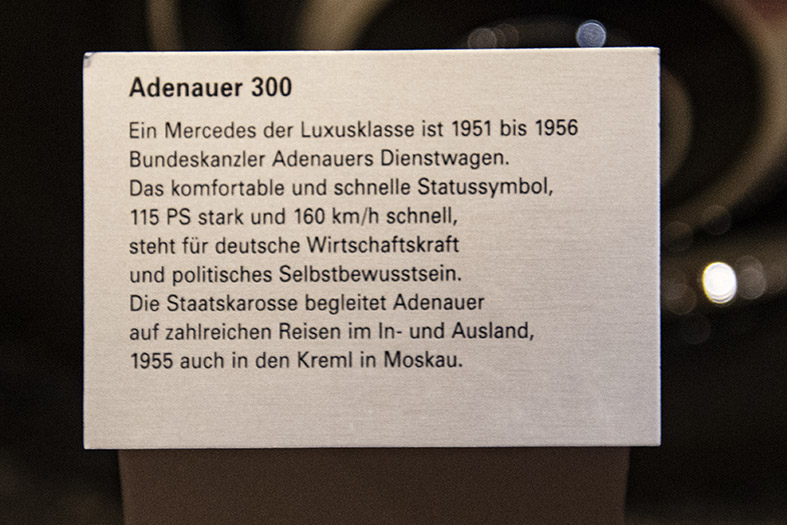 Adenauer 300
Ein Mercedes der Luxusklasse ist 1951 bis 1956
Bundeskanzler Adenauers Dienstwagen.
Das komfortable und schnelle Statussymbol,
115 PS stark und 160 km/h schnell,
steht für deutsche Wirtschaftskraft
und politisches Selbstbewusstsein.
Die Staatskarosse begleitet Adenauer
auf zahlreichen Reisen im In- und Ausland,
1955 auch in den Kreml in Moskau.